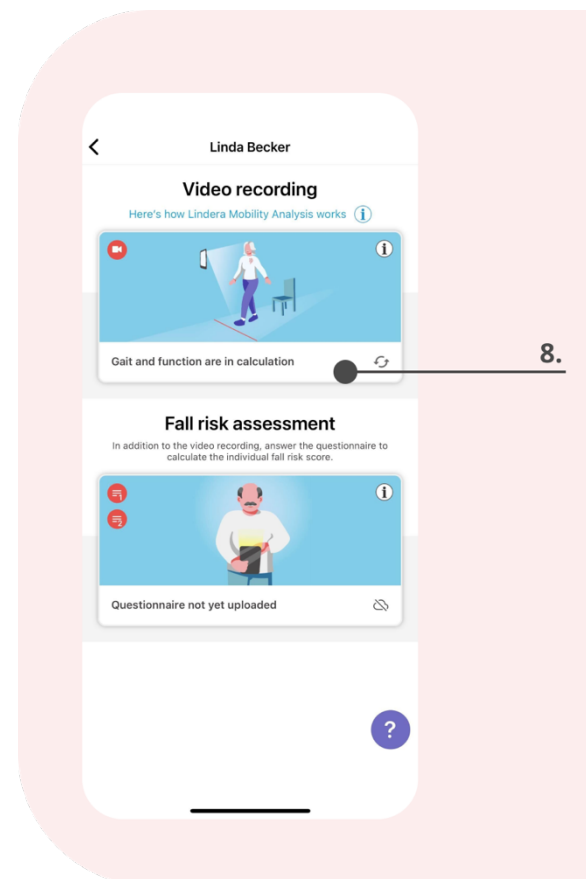 Linda Becker
Video recording
Here's how Lindera Mobility Analysis works i
i
Gait and function are in calculation
8.
Fall risk assessment
In addition to the video recording, answer the questionnaire to
calculate the individual fall risk score.
1
i
2
Questionnaire not yet uploaded
?